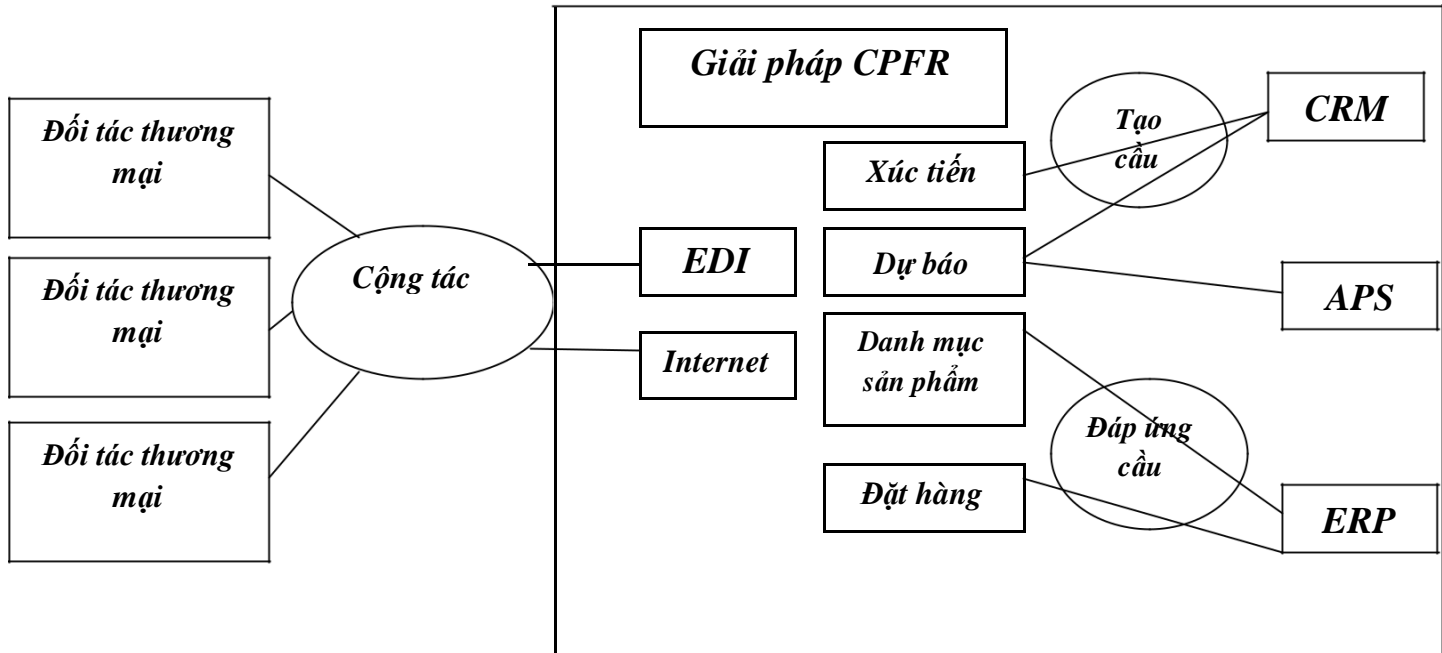 Giải pháp CPFR
Đối tác thương
mại
Đối tác thương
mại
Đối tác thương
mại
Cộng tác
EDI
Internet
Xúc tiến
Dự báo
Danh mục
sản phẩm
Đặt hàng
Tạo
cầu
Đáp ứng
cầu
CRM
APS
ERP